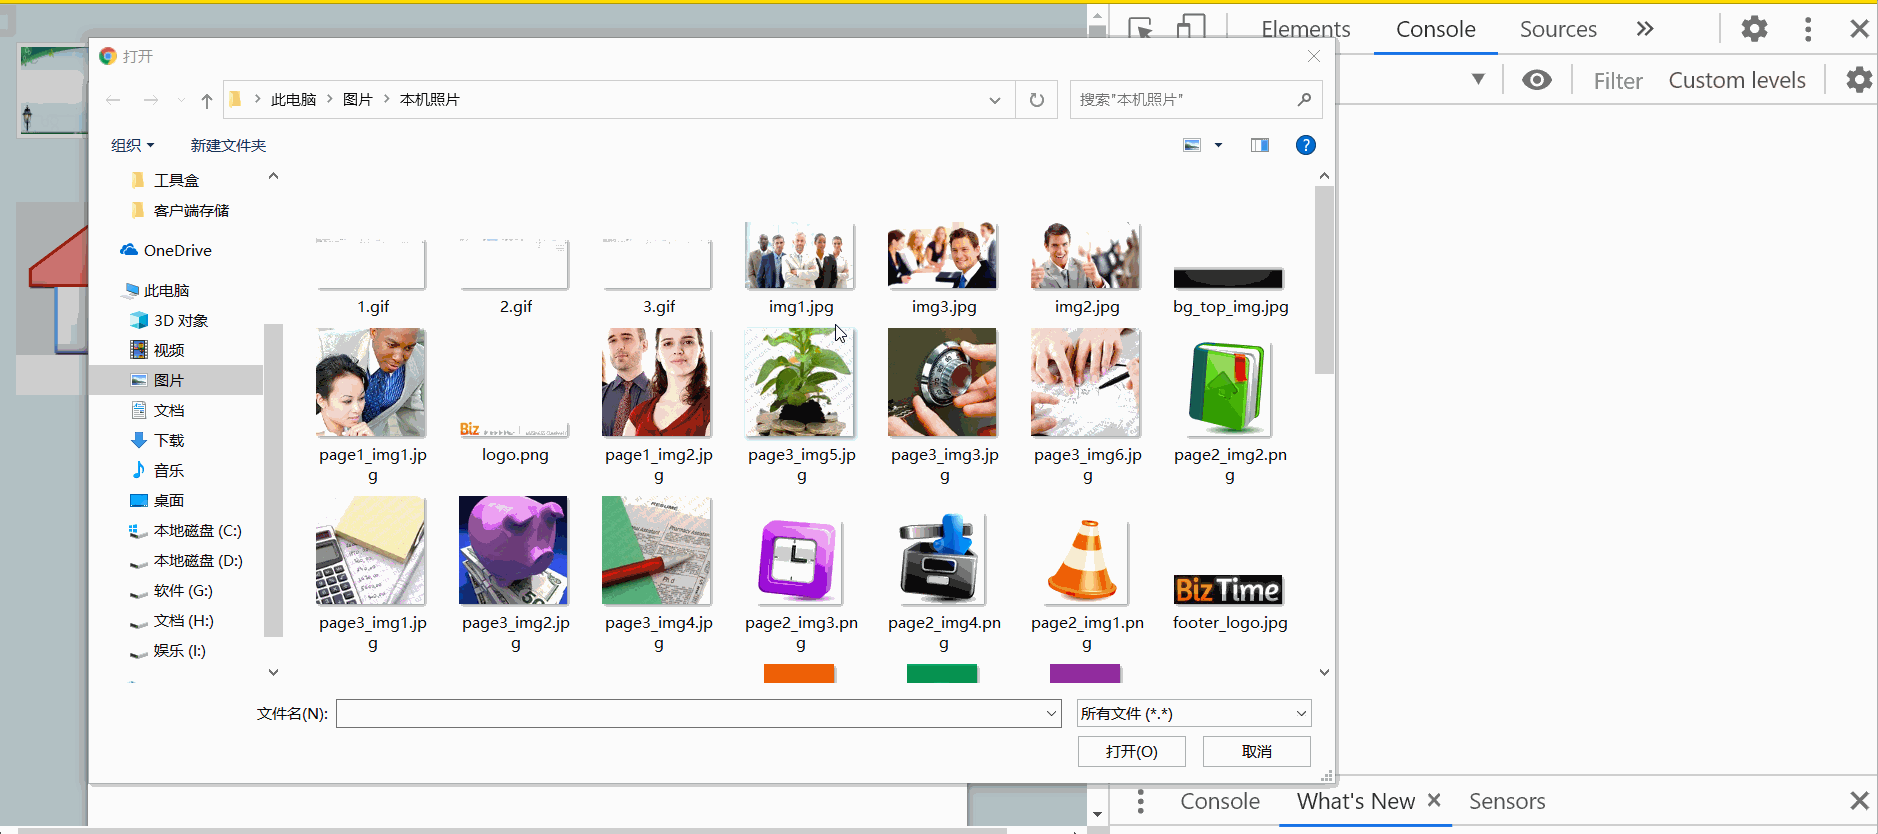 Elements Console Sources
打开
Filter Custom levels
此电脑 图片 本机照片
搜索"本机照片"
组织 新建文件夹
工具盒
客户端存储
OneDrive
此电脑
3D 对象
视频
图片
文档
下载
音乐
桌面
本地磁盘 (C:)
本地磁盘 (D:)
软件 (G:)
文档 (H:)
娱乐 (I:)
1.gif 2.gif 3.gif img1.jpg img3.jpg img2.jpg bg_top_img.jpg
Biz
page1_img1.jpg logo.png page1_img2.jpg page3_img5.jpg page3_img3.jpg page3_img6.jpg page2_img2.png
RESUME
BizTime
page3_img1.jpg page3_img2.jpg page3_img4.jpg page2_img3.png page2_img4.png page2_img1.png footer_logo.jpg
文件名(N): 所有文件 (*.*)
打开(O) 取消
Console What's New Sensors